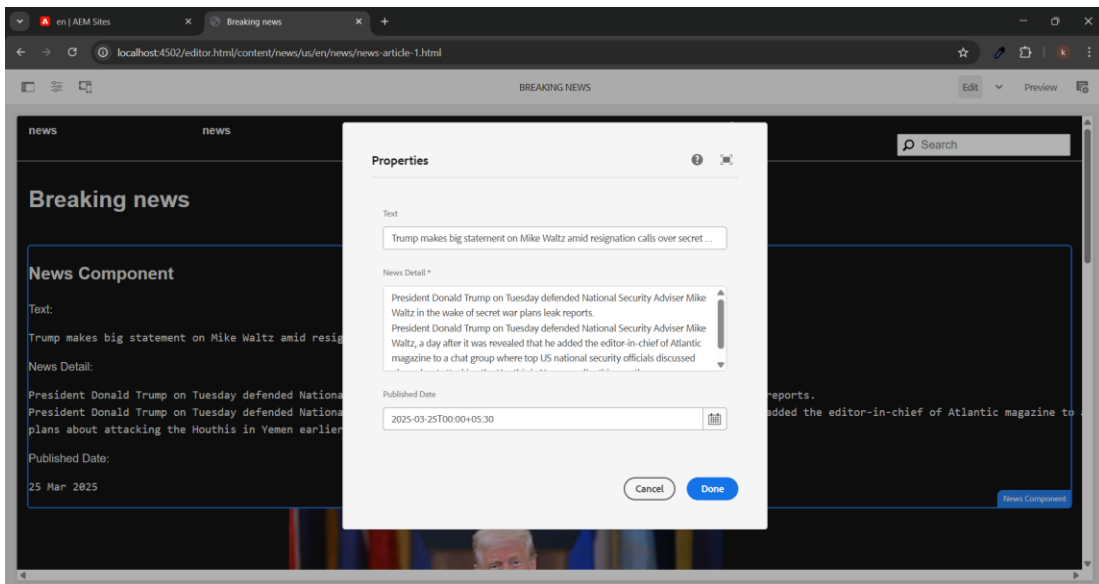 en | AEM Sites
Breaking news
localhost:4502/editor.html/content/news/us/en/news/news-article-1.html
k
BREAKING NEWS
Edit
Preview
news
news
Search
Breaking news
News Component
Text:
Trump makes big statement on Mike Waltz amid resig
News Detail:
President Donald Trump on Tuesday defended Nationa
reports.
President Donald Trump on Tuesday defended Nationa
added the editor-in-chief of Atlantic magazine to
plans about attacking the Houthis in Yemen earlier
Published Date:
25 Mar 2025
News Component
Properties
Text
Trump makes big statement on Mike Waltz amid resignation calls over secret ...
News Detail *
President Donald Trump on Tuesday defended National Security Adviser Mike
Waltz in the wake of secret war plans leak reports.
President Donald Trump on Tuesday defended National Security Adviser Mike
Waltz, a day after it was revealed that he added the editor-in-chief of Atlantic
magazine to a chat group where top US national security officials discussed
Published Date
2025-03-25T00:00+05:30
Cancel
Done